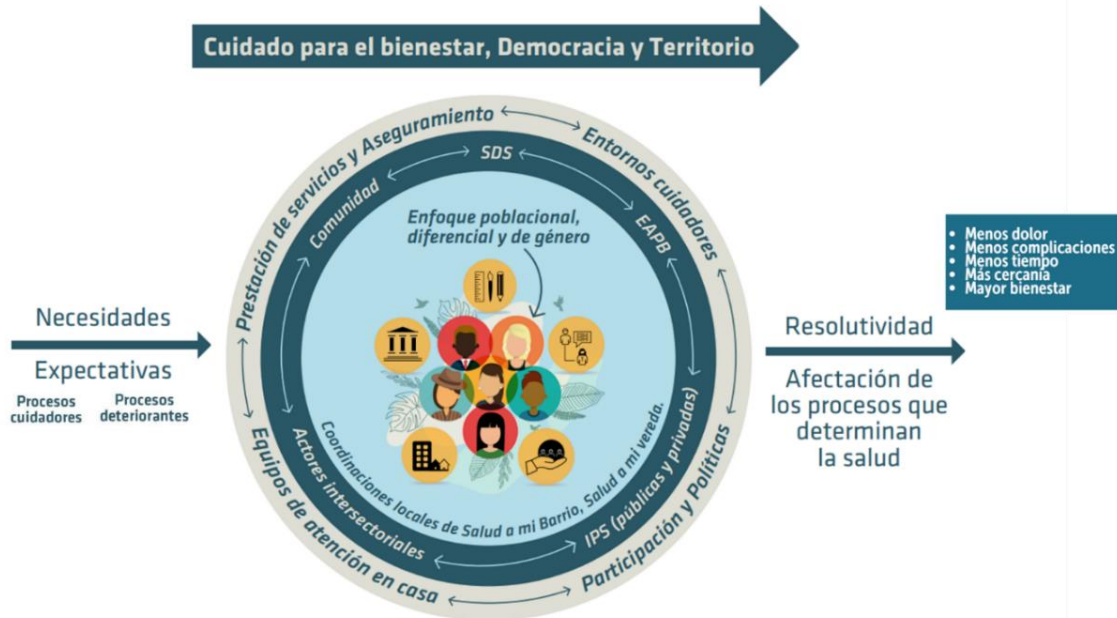 Cuidado para el bienestar, Democracia y Territorio
Necesidades
Expectativas
Procesos
cuidadores
Procesos
deteriorantes
Prestación de servicios y Aseguramiento
Entornos cuidadores
Participación y Políticas
Equipos de atención en casa
SDS
EAPB
IPS (públicas y privadas)
Actores intersectoriales
Comunidad
Enfoque poblacional,
diferencial y de género
Coordinaciones locales de Salud a mi Barrio, Salud a mi vereda.
Resolutividad
Afectación de
los procesos que
determinan
la salud
• Menos dolor
• Menos complicaciones
• Menos tiempo
• Más cercanía
• Mayor bienestar